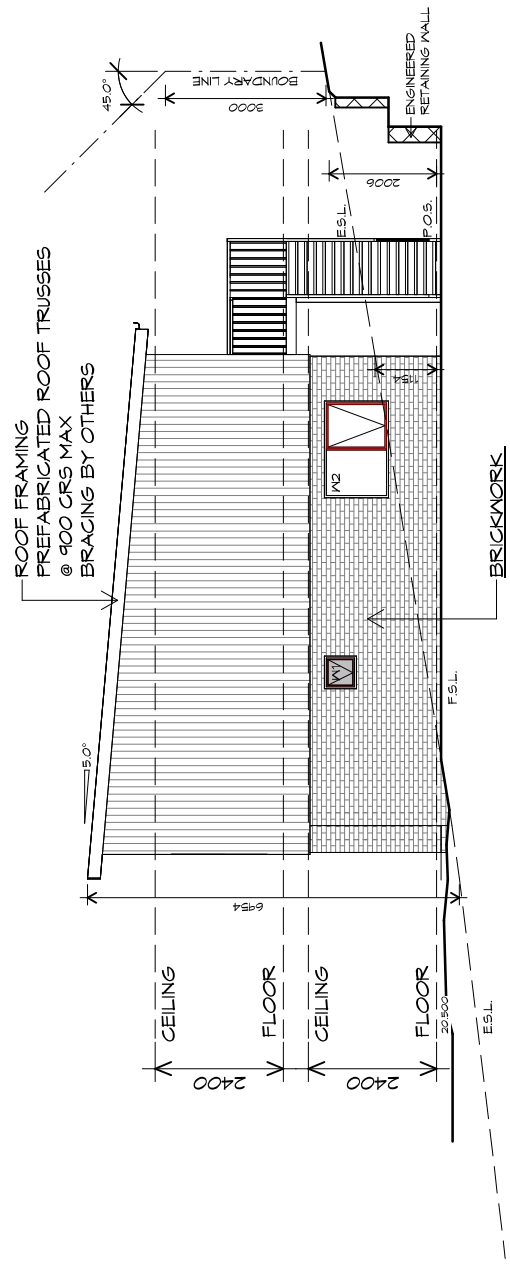 ROOF FRAMING
PREFABRICATED ROOF TRUSSES
@ 900 CRS MAX
BRACING BY OTHERS
45.0°
5.0°
BOUNDARY LINE
3000
CEILING
2400
FLOOR
CEILING
2400
FLOOR
6954
20.500
E.S.L.
W1
W2
1154
F.S.L.
BRICKWORK
E.S.L.
P.O.S.
2006
ENGINEERED
RETAINING WALL